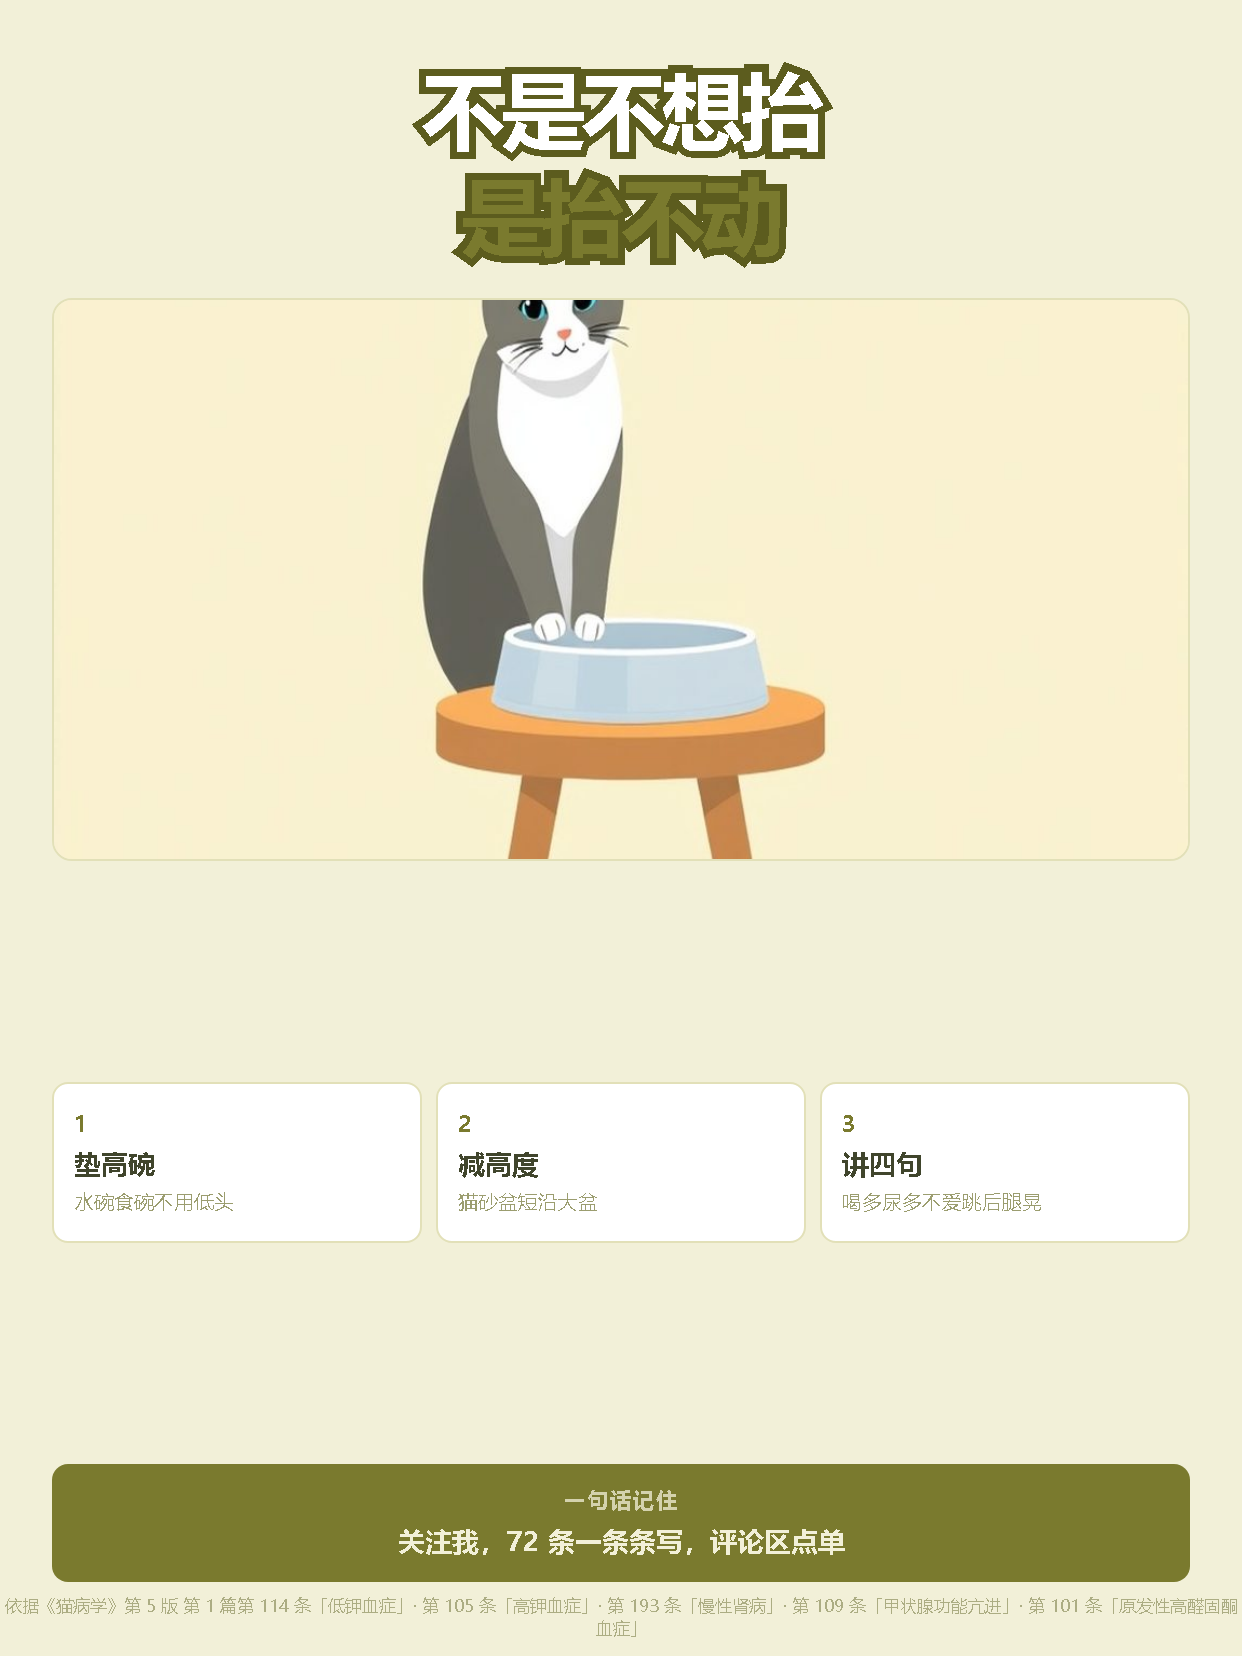 不是不想抬
是抬不动
1
垫高碗
水碗食碗不用低头
2
减高度
猫砂盆短沿大盆
3
讲四句
喝多尿多不爱跳后腿晃
一句话记住
关注我，72 条一条条写，评论区点单
依据《猫病学》第 5 版 第 1 篇第 114 条「低钾血症」· 第 105 条「高钾血症」· 第 193 条「慢性肾病」· 第 109 条「甲状腺功能亢进」· 第 101 条「原发性高醛固酮
血症」